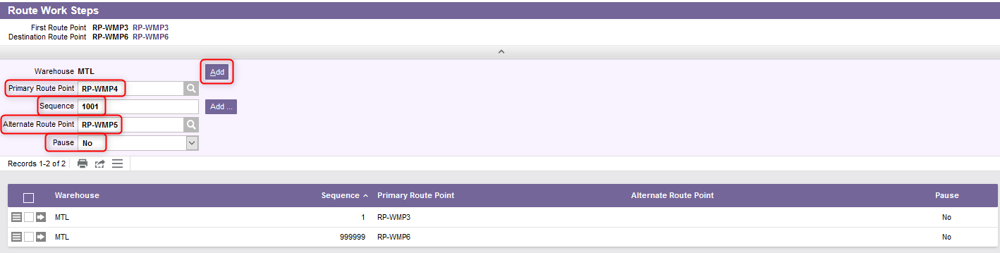 Route Work Steps
First Route Point RP-WMP3 RP-WMP3
Destination Route Point RP-WMP6 RP-WMP6
Warehouse MTL Add
Primary Route Point RP-WMP4
Sequence 1001 Add ...
Alternate Route Point RP-WMP5
Pause No
Records 1-2 of 2
Warehouse Sequence Primary Route Point Alternate Route Point Pause
MTL 1 RP-WMP3 No
MTL 999999 RP-WMP6 No